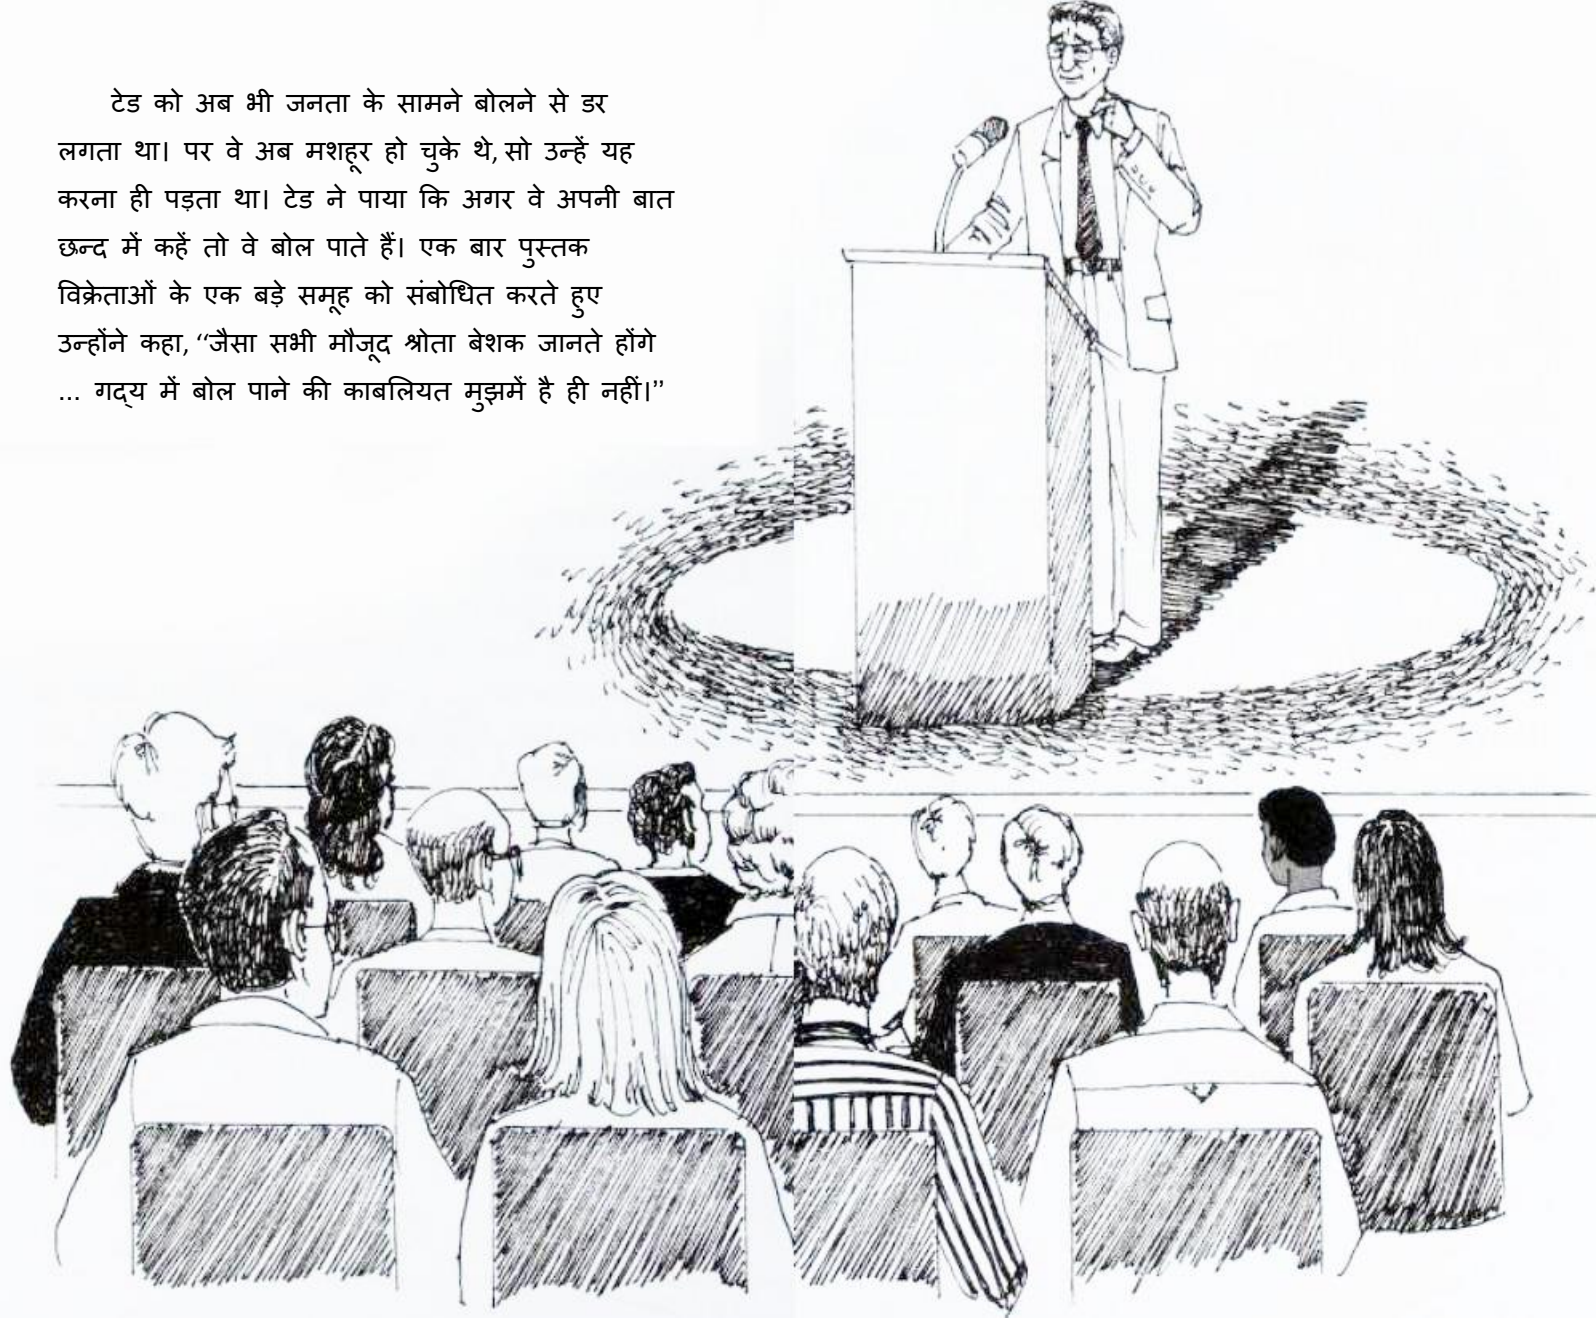 टेड को अब भी जनता के सामने बोलने से डर
लगता था। पर वे अब मशहूर हो चुके थे, सो उन्हें यह
करना ही पड़ता था। टेड ने पाया कि अगर वे अपनी बात
छन्द में कहें तो वे बोल पाते हैं। एक बार पुस्तक
विक्रेताओं के एक बड़े समूह को संबोधित करते हुए
उन्होंने कहा, “जैसा सभी मौजूद श्रोता बेशक जानते होंगे
... गद्‌य में बोल पाने की काबलियत मुझमें है ही नहीं।”